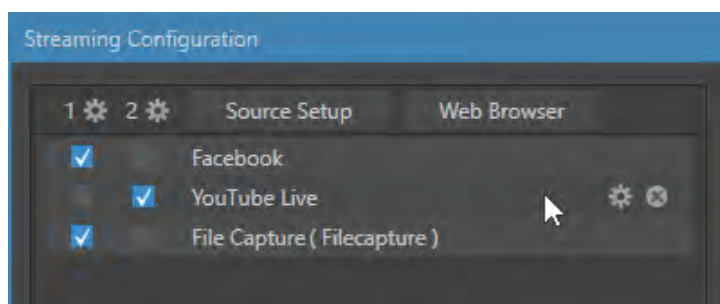 Streaming Configuration
1 2 Source Setup Web Browser
Facebook
YouTube Live
File Capture ( Filecapture )